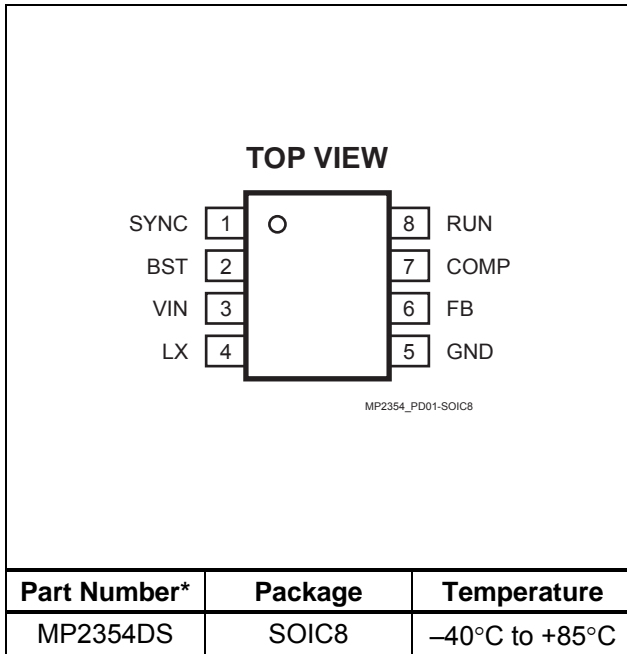 TOP VIEW
SYNC 1 8 RUN
BST 2 7 COMP
VIN 3 6 FB
LX 4 5 GND
MP2354_PD01-SOIC8
Part Number* Package Temperature
MP2354DS SOIC8 –40°C to +85°C